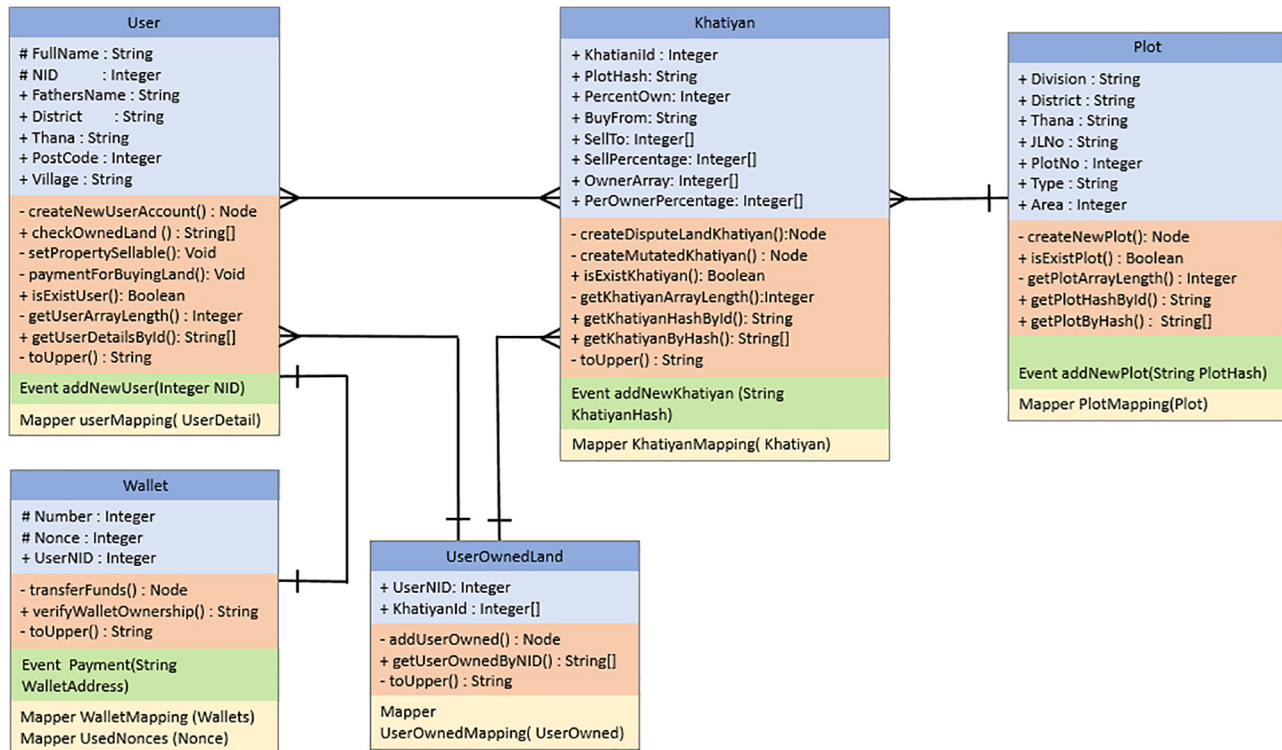 User
# FullName : String
# NID : Integer
+ FathersName : String
+ District : String
+ Thana : String
+ PostCode : Integer
+ Village : String
- createNewUserAccount() : Node
+ checkOwnedLand () : String[]
- setPropertySellable(): Void
- paymentForBuyingLand(): Void
+ isExistUser(): Boolean
- getUserArrayLength() : Integer
+ getUserDetailsById(): String[]
- toUpper() : String
Event addNewUser(Integer NID)
Mapper userMapping( UserDetail)
Khatiyan
+ KhatianiId : Integer
+ PlotHash: String
+ PercentOwn: Integer
+ BuyFrom: String
+ SellTo: Integer[]
+ SellPercentage: Integer[]
+ OwnerArray: Integer[]
+ PerOwnerPercentage: Integer[]
- createDisputeLandKhatiyan():Node
- createMutatedKhatiyan() : Node
+ isExistKhatiyan(): Boolean
- getKhatiyanArrayLength():Integer
+ getKhatiyanHashById(): String
+ getKhatiyanByHash(): String[]
- toUpper() : String
Event addNewKhatiyan (String
KhatiyanHash)
Mapper KhatiyanMapping( Khatiyan)
Plot
+ Division : String
+ District : String
+ Thana : String
+ JLNo : String
+ PlotNo : Integer
+ Type : String
+ Area : Integer
- createNewPlot(): Node
+ isExistPlot() : Boolean
- getPlotArrayLength() : Integer
+ getPlotHashById() : String
+ getPlotByHash() : String[]
Event addNewPlot(String PlotHash)
Mapper PlotMapping(Plot)
Wallet
# Number : Integer
# Nonce : Integer
+ UserNID : Integer
- transferFunds() : Node
+ verifyWalletOwnership() : String
- toUpper() : String
Event Payment(String
WalletAddress)
Mapper WalletMapping (Wallets)
Mapper UsedNonces (Nonce)
UserOwnedLand
+ UserNID: Integer
+ KhatiyanId : Integer[]
- addUserOwned() : Node
+ getUserOwnedByNID() : String[]
- toUpper() : String
Mapper
UserOwnedMapping( UserOwned)